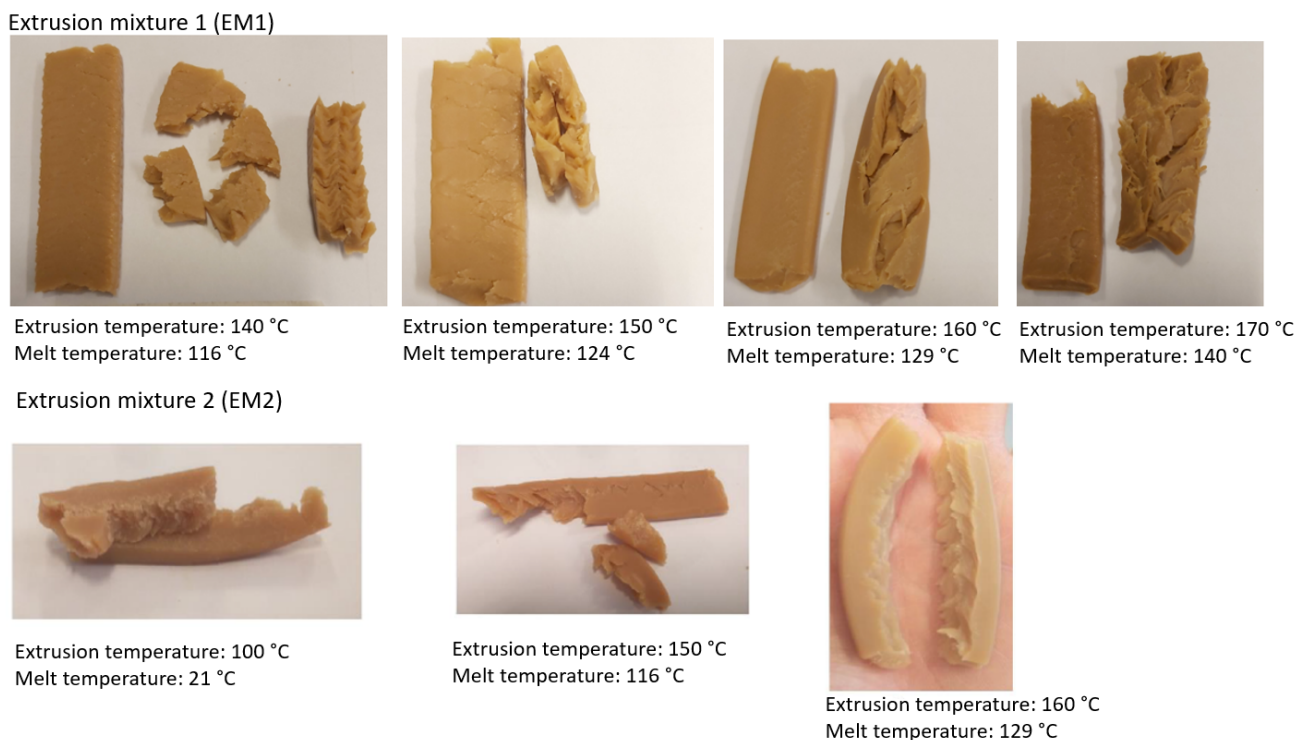 Extrusion mixture 1 (EM1)
Extrusion temperature: 140 °C
Melt temperature: 116 °C
Extrusion temperature: 150 °C
Melt temperature: 124 °C
Extrusion temperature: 160 °C
Melt temperature: 129 °C
Extrusion temperature: 170 °C
Melt temperature: 140 °C
Extrusion mixture 2 (EM2)
Extrusion temperature: 100 °C
Melt temperature: 21 °C
Extrusion temperature: 150 °C
Melt temperature: 116 °C
Extrusion temperature: 160 °C
Melt temperature: 129 °C